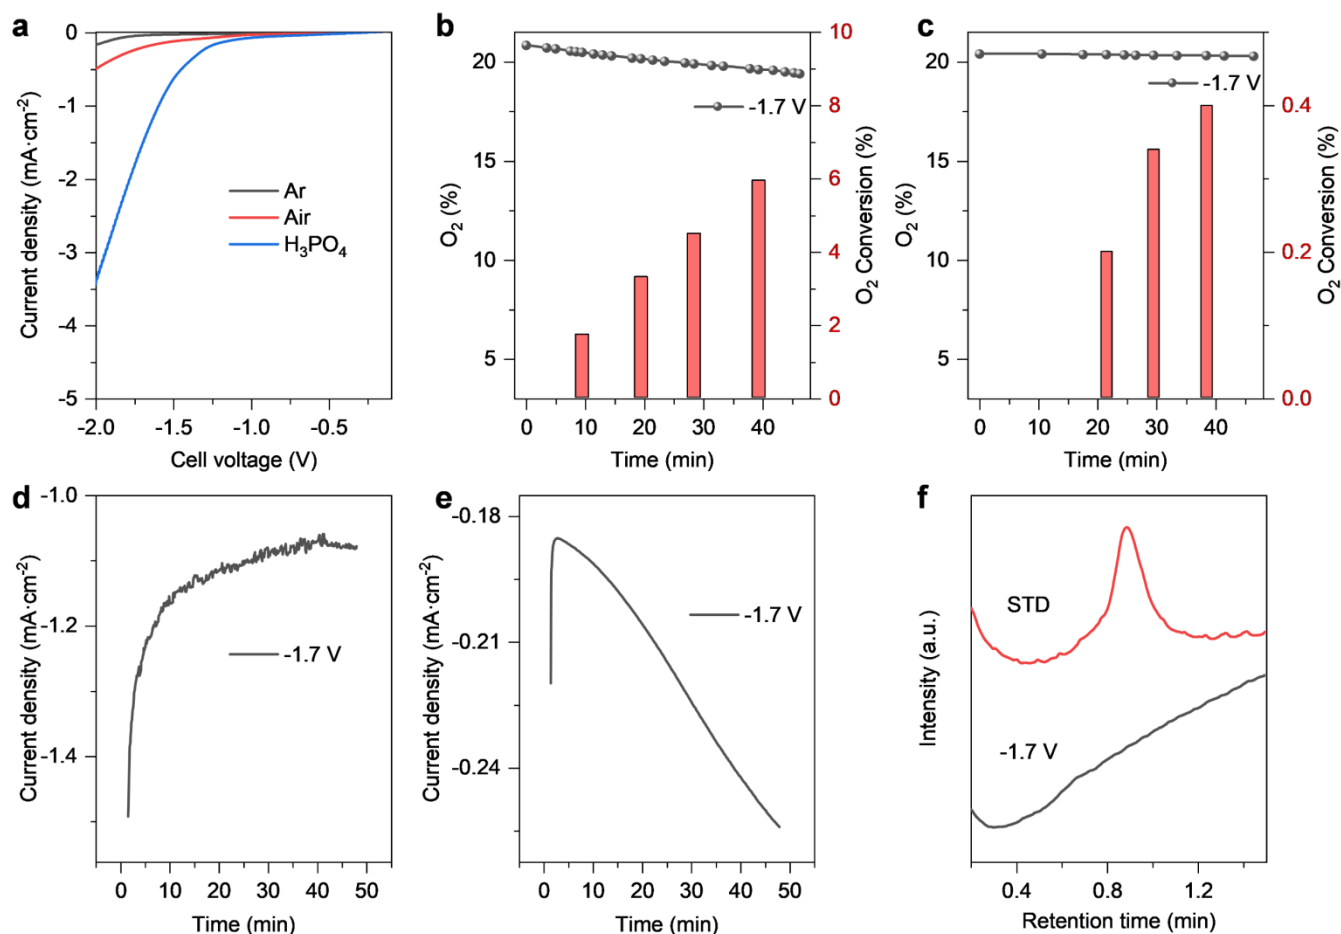 a
0
-1
-2
-3
-4
-5
Current density (mA·cm⁻²)
Ar
Air
H₃PO₄
-2.0
-1.5
-1.0
-0.5
Cell voltage (V)
b
20
15
10
5
O₂ (%)
-1.7 V
10
8
6
4
2
0
O₂ Conversion (%)
0
10
20
30
40
Time (min)
c
20
15
10
5
O₂ (%)
-1.7 V
0.4
0.2
0.0
O₂ Conversion (%)
0
10
20
30
40
Time (min)
d
-1.0
-1.2
-1.4
Current density (mA·cm⁻²)
-1.7 V
0
10
20
30
40
50
Time (min)
e
-0.18
-0.21
-0.24
Current density (mA·cm⁻²)
-1.7 V
0
10
20
30
40
50
Time (min)
f
Intensity (a.u.)
STD
-1.7 V
0.4
0.8
1.2
Retention time (min)